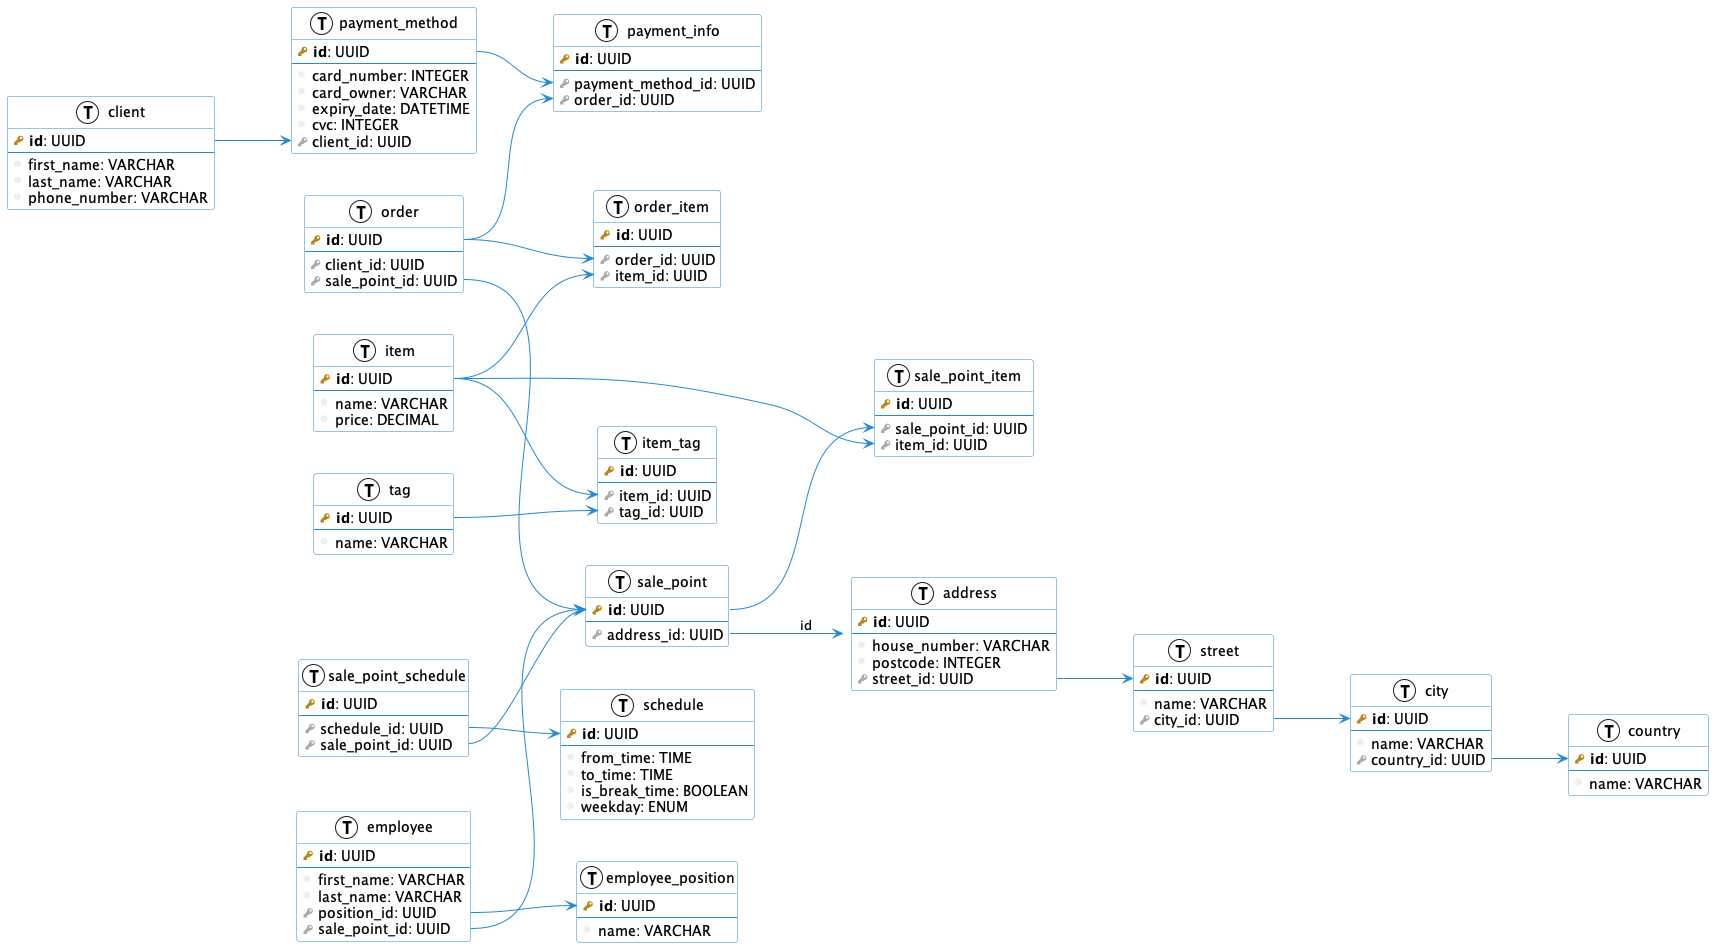 T client
id: UUID
first_name: VARCHAR
last_name: VARCHAR
phone_number: VARCHAR
T payment_method
id: UUID
card_number: INTEGER
card_owner: VARCHAR
expiry_date: DATETIME
cvc: INTEGER
client_id: UUID
T payment_info
id: UUID
payment_method_id: UUID
order_id: UUID
T order
id: UUID
client_id: UUID
sale_point_id: UUID
T order_item
id: UUID
order_id: UUID
item_id: UUID
T item
id: UUID
name: VARCHAR
price: DECIMAL
T sale_point_item
id: UUID
sale_point_id: UUID
item_id: UUID
T item_tag
id: UUID
item_id: UUID
tag_id: UUID
T tag
id: UUID
name: VARCHAR
T sale_point
id: UUID
address_id: UUID
id
T address
id: UUID
house_number: VARCHAR
postcode: INTEGER
street_id: UUID
T street
id: UUID
name: VARCHAR
city_id: UUID
T city
id: UUID
name: VARCHAR
country_id: UUID
T country
id: UUID
name: VARCHAR
T sale_point_schedule
id: UUID
schedule_id: UUID
sale_point_id: UUID
T schedule
id: UUID
from_time: TIME
to_time: TIME
is_break_time: BOOLEAN
weekday: ENUM
T employee
id: UUID
first_name: VARCHAR
last_name: VARCHAR
position_id: UUID
sale_point_id: UUID
T employee_position
id: UUID
name: VARCHAR